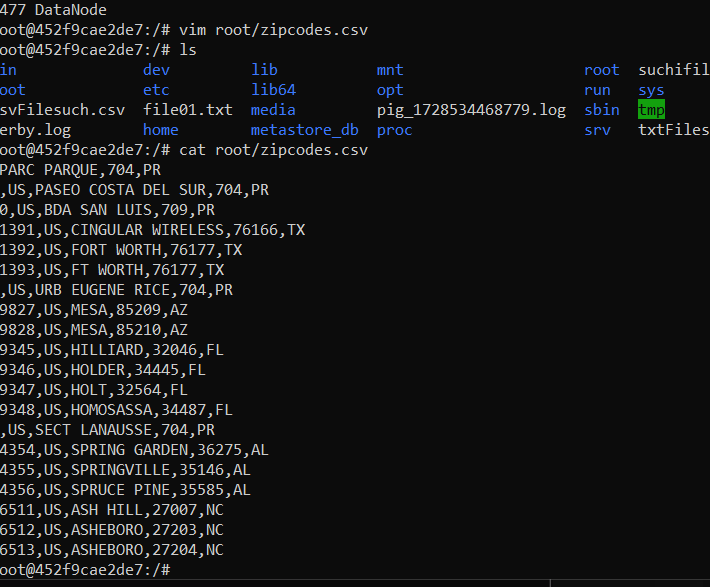 477 DataNode
oot@452f9cae2de7:/# vim root/zipcodes.csv
oot@452f9cae2de7:/# ls
in dev lib mnt root suchifil
oot etc lib64 opt run sys
svFilesuch.csv file01.txt media pig_1728534468779.log sbin tmp
erby.log home metastore_db proc srv txtFiles
oot@452f9cae2de7:/# cat root/zipcodes.csv
PARC PARQUE,704,PR
,US,PASEO COSTA DEL SUR,704,PR
0,US,BDA SAN LUIS,709,PR
1391,US,CINGULAR WIRELESS,76166,TX
1392,US,FORT WORTH,76177,TX
1393,US,FT WORTH,76177,TX
,US,URB EUGENE RICE,704,PR
9827,US,MESA,85209,AZ
9828,US,MESA,85210,AZ
9345,US,HILLIARD,32046,FL
9346,US,HOLDER,34445,FL
9347,US,HOLT,32564,FL
9348,US,HOMOSASSA,34487,FL
,US,SECT LANAUSSE,704,PR
4354,US,SPRING GARDEN,36275,AL
4355,US,SPRINGVILLE,35146,AL
4356,US,SPRUCE PINE,35585,AL
6511,US,ASH HILL,27007,NC
6512,US,ASHEBORO,27203,NC
6513,US,ASHEBORO,27204,NC
oot@452f9cae2de7:/#